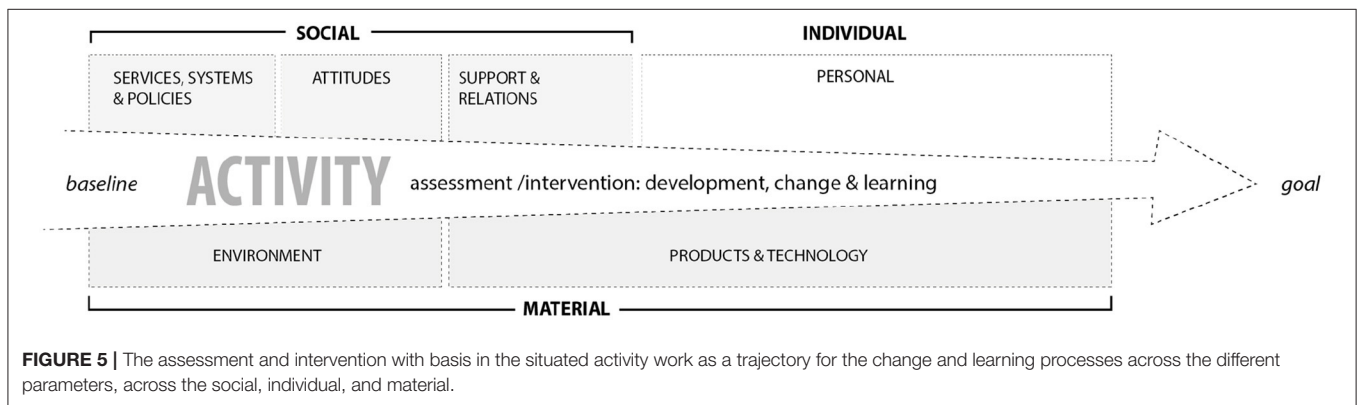 SOCIAL
INDIVIDUAL
SERVICES, SYSTEMS
& POLICIES
ATTITUDES
SUPPORT &
RELATIONS
PERSONAL
baseline
ACTIVITY
assessment /intervention: development, change & learning
goal
ENVIRONMENT
PRODUCTS & TECHNOLOGY
MATERIAL
FIGURE 5 | The assessment and intervention with basis in the situated activity work as a trajectory for the change and learning processes across the different
parameters, across the social, individual, and material.